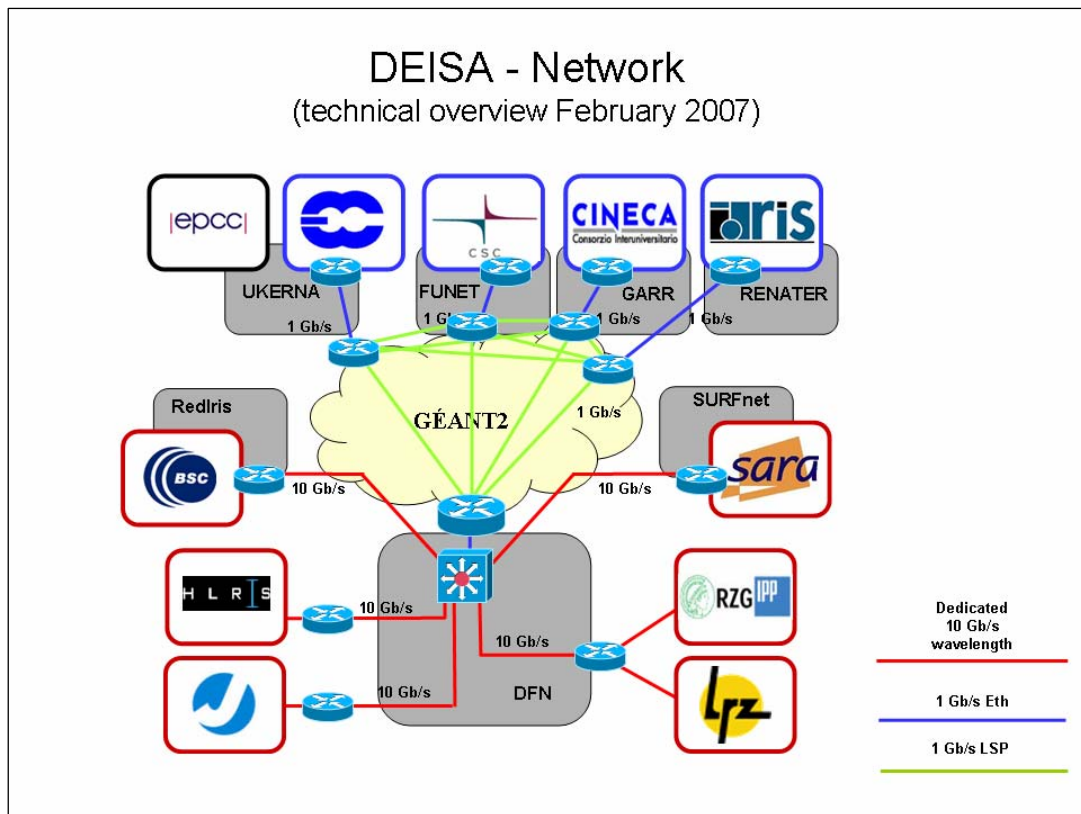 DEISA - Network
(technical overview February 2007)
|epcc|
CSC
CINECA
Consorzio Interuniversitario
idris
UKERNA
FUNET
GARR
RENATER
1 Gb/s
1 Gb/s
1 Gb/s
1 Gb/s
RedIris
GÉANT2
1 Gb/s
SURFnet
BSC
10 Gb/s
10 Gb/s
sara
HLRIS
10 Gb/s
10 Gb/s
RZG IPP
10 Gb/s
DFN
lrz
Dedicated
10 Gb/s
wavelength
1 Gb/s Eth
1 Gb/s LSP